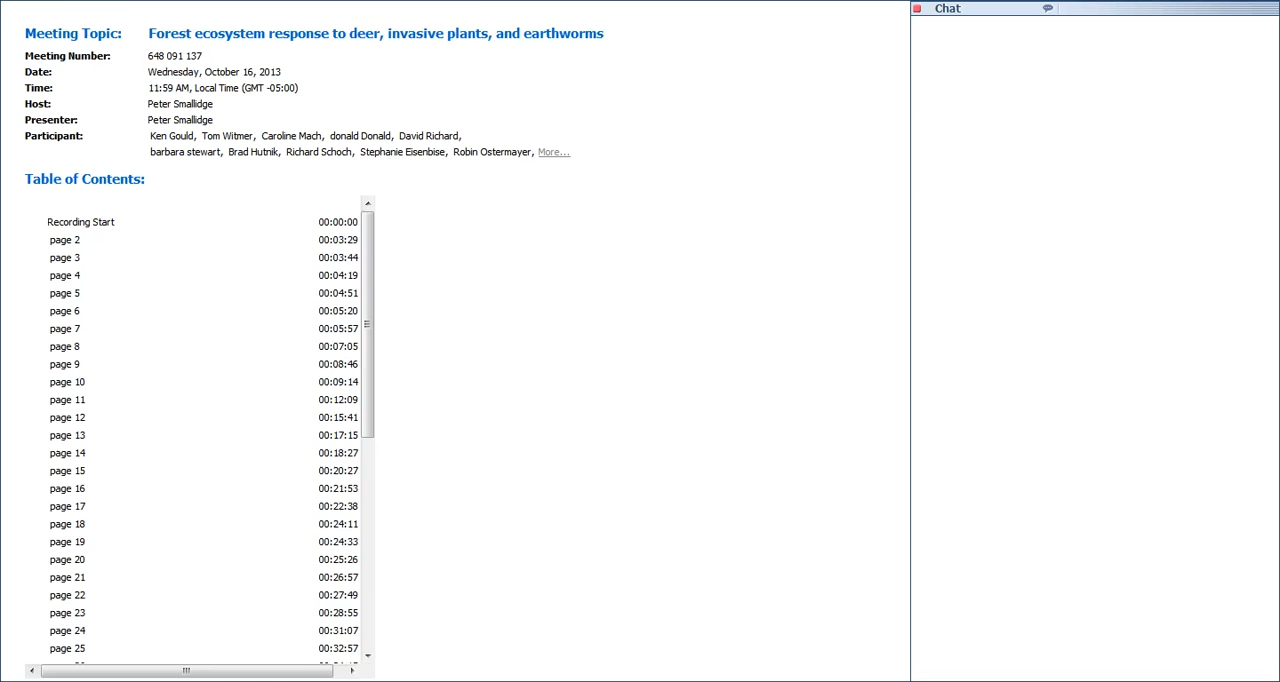 Chat
Meeting Topic: Forest ecosystem response to deer, invasive plants, and earthworms
Meeting Number: 648 091 137
Date: Wednesday, October 16, 2013
Time: 11:59 AM, Local Time (GMT -05:00)
Host: Peter Smallidge
Presenter: Peter Smallidge
Participant: Ken Gould, Tom Witmer, Caroline Mach, donald Donald, David Richard,
barbara stewart, Brad Hutnik, Richard Schoch, Stephanie Eisenbise, Robin Ostermayer, More...
Table of Contents:
Recording Start 00:00:00
page 2 00:03:29
page 3 00:03:44
page 4 00:04:19
page 5 00:04:51
page 6 00:05:20
page 7 00:05:57
page 8 00:07:05
page 9 00:08:46
page 10 00:09:14
page 11 00:12:09
page 12 00:15:41
page 13 00:17:15
page 14 00:18:27
page 15 00:20:27
page 16 00:21:53
page 17 00:22:38
page 18 00:24:11
page 19 00:24:33
page 20 00:25:26
page 21 00:26:57
page 22 00:27:49
page 23 00:28:55
page 24 00:31:07
page 25 00:32:57